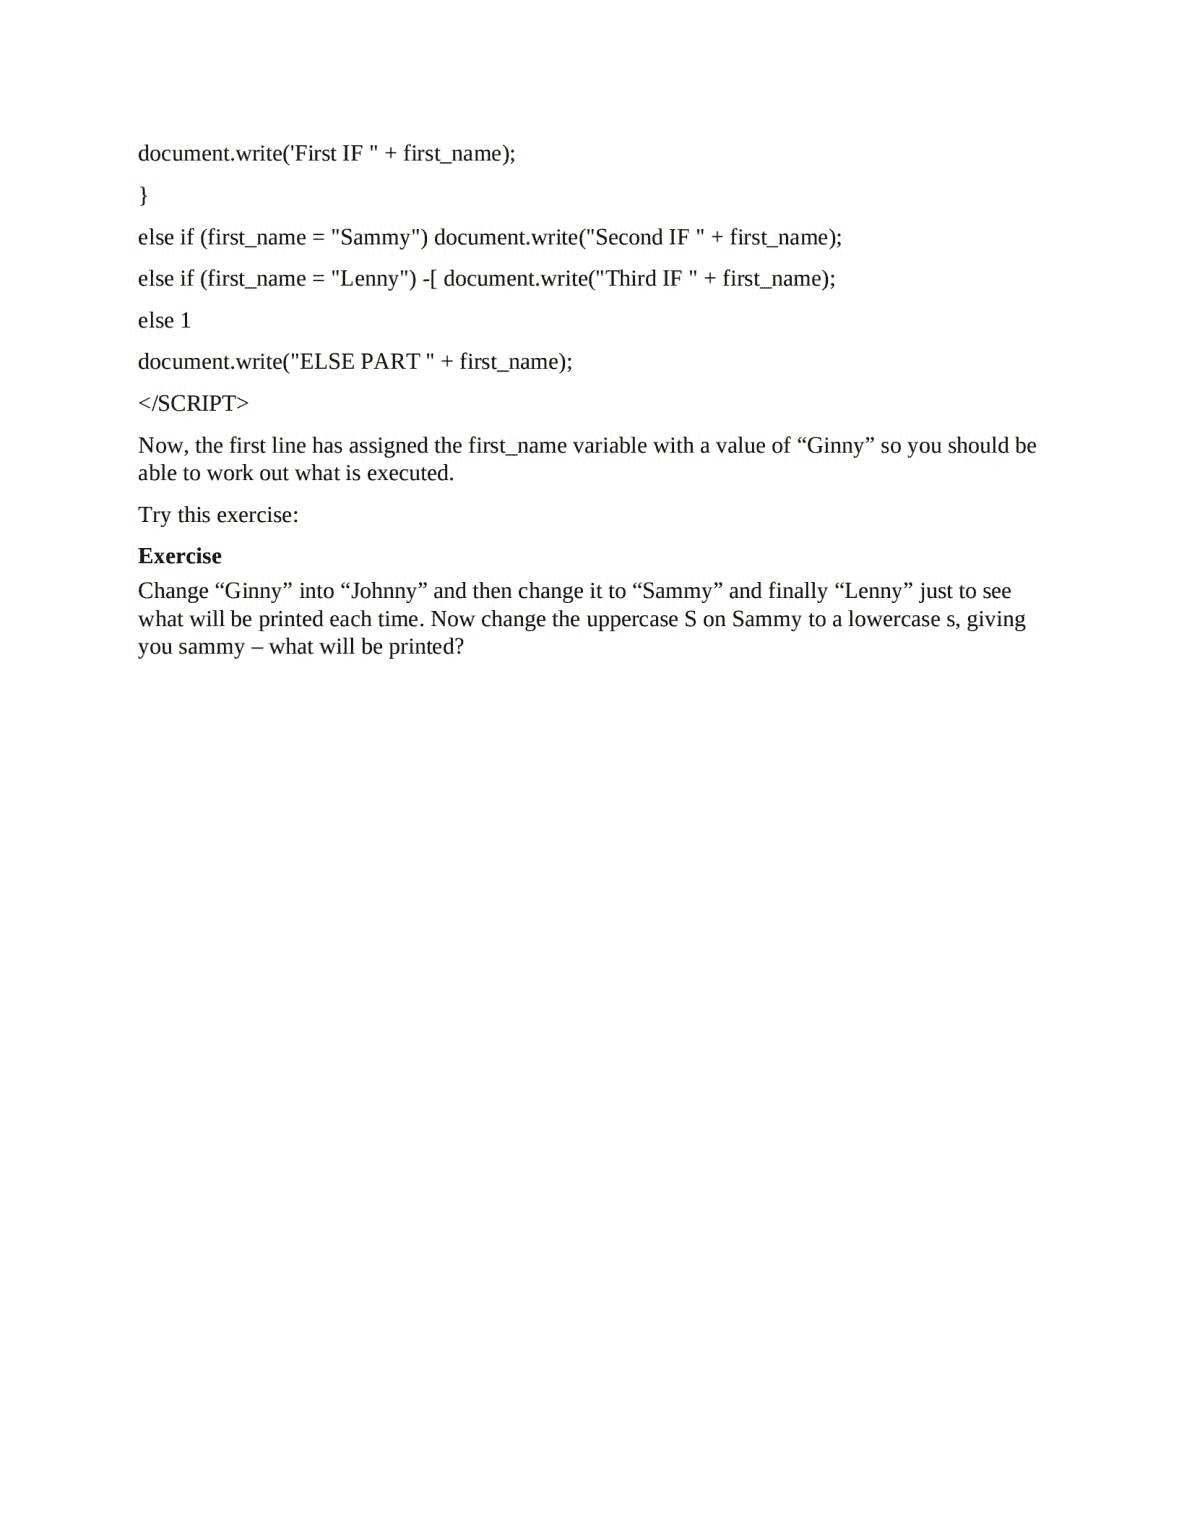 document.write('First IF " + first_name);
}
else if (first_name = "Sammy") document.write("Second IF " + first_name);
else if (first_name = "Lenny") -[ document.write("Third IF " + first_name);
else 1
document.write("ELSE PART " + first_name);
</SCRIPT>
Now, the first line has assigned the first_name variable with a value of “Ginny” so you should be
able to work out what is executed.
Try this exercise:
Exercise
Change “Ginny” into “Johnny” and then change it to “Sammy” and finally “Lenny” just to see
what will be printed each time. Now change the uppercase S on Sammy to a lowercase s, giving
you sammy – what will be printed?